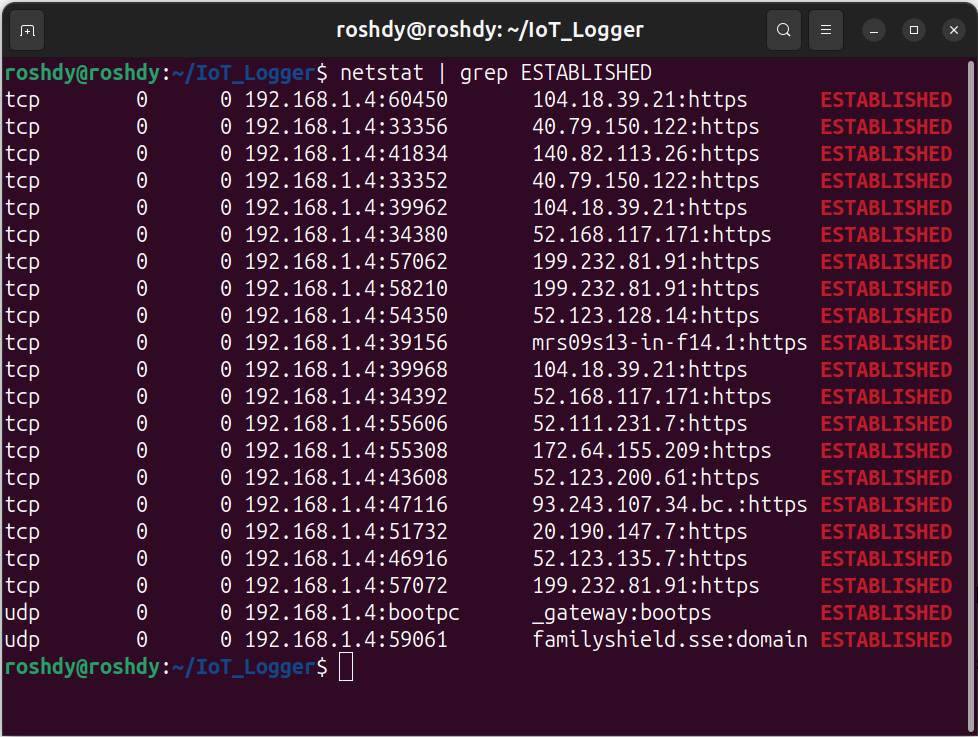 roshdy@roshdy: ~/IoT_Logger
roshdy@roshdy:~/IoT_Logger$ netstat | grep ESTABLISHED
tcp        0      0 192.168.1.4:60450       104.18.39.21:https      ESTABLISHED
tcp        0      0 192.168.1.4:33356       40.79.150.122:https     ESTABLISHED
tcp        0      0 192.168.1.4:41834       140.82.113.26:https     ESTABLISHED
tcp        0      0 192.168.1.4:33352       40.79.150.122:https     ESTABLISHED
tcp        0      0 192.168.1.4:39962       104.18.39.21:https      ESTABLISHED
tcp        0      0 192.168.1.4:34380       52.168.117.171:https    ESTABLISHED
tcp        0      0 192.168.1.4:57062       199.232.81.91:https     ESTABLISHED
tcp        0      0 192.168.1.4:58210       199.232.81.91:https     ESTABLISHED
tcp        0      0 192.168.1.4:54350       52.123.128.14:https     ESTABLISHED
tcp        0      0 192.168.1.4:39156       mrs09s13-in-f14.1:https ESTABLISHED
tcp        0      0 192.168.1.4:39968       104.18.39.21:https      ESTABLISHED
tcp        0      0 192.168.1.4:34392       52.168.117.171:https    ESTABLISHED
tcp        0      0 192.168.1.4:55606       52.111.231.7:https      ESTABLISHED
tcp        0      0 192.168.1.4:55308       172.64.155.209:https    ESTABLISHED
tcp        0      0 192.168.1.4:43608       52.123.200.61:https     ESTABLISHED
tcp        0      0 192.168.1.4:47116       93.243.107.34.bc.:https ESTABLISHED
tcp        0      0 192.168.1.4:51732       20.190.147.7:https      ESTABLISHED
tcp        0      0 192.168.1.4:46916       52.123.135.7:https      ESTABLISHED
tcp        0      0 192.168.1.4:57072       199.232.81.91:https     ESTABLISHED
udp        0      0 192.168.1.4:bootpc      _gateway:bootps         ESTABLISHED
udp        0      0 192.168.1.4:59061       familyshield.sse:domain ESTABLISHED
roshdy@roshdy:~/IoT_Logger$